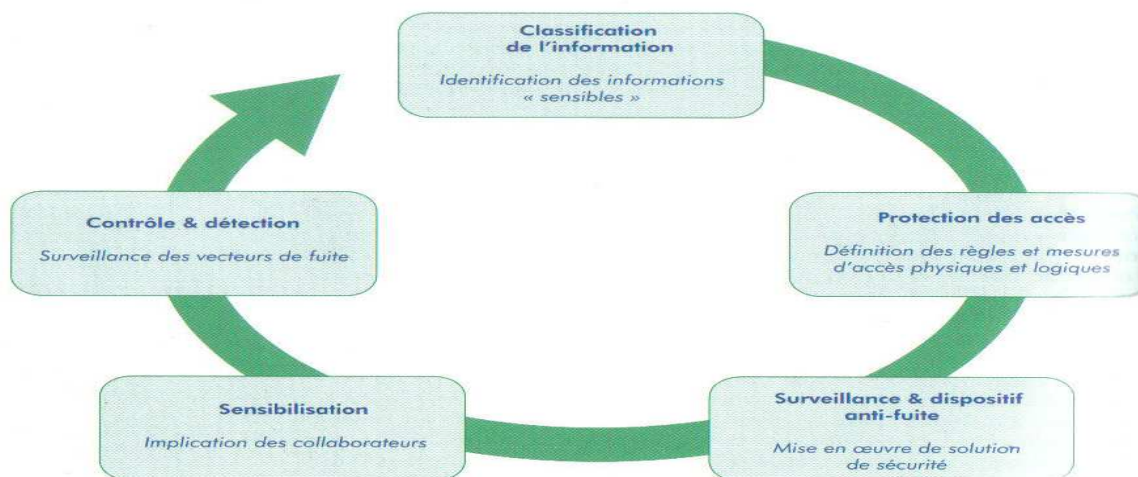 Classification
de l'information
Identification des informations
« sensibles »
Protection des accès
Définition des règles et mesures
d'accès physiques et logiques
Surveillance & dispositif
anti-fuite
Mise en œuvre de solution
de sécurité
Sensibilisation
Implication des collaborateurs
Contrôle & détection
Surveillance des vecteurs de fuite